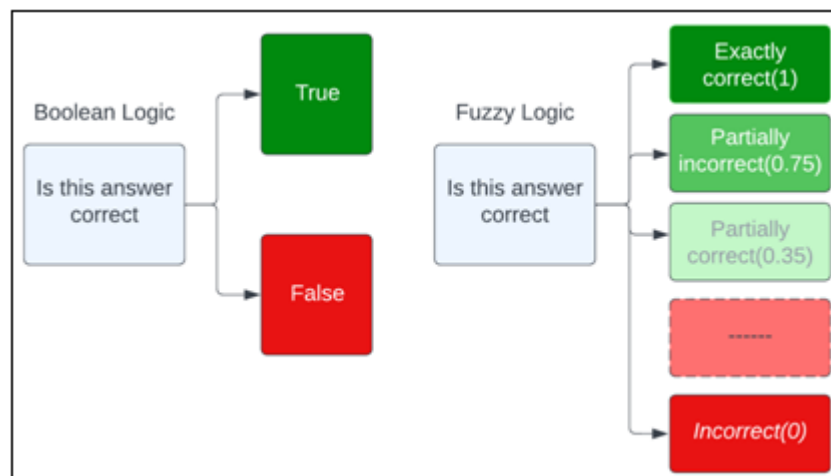 Boolean Logic
Is this answer
correct
True
False
Fuzzy Logic
Is this answer
correct
Exactly
correct(1)
Partially
incorrect(0.75)
Partially
correct(0.35)
------
Incorrect(0)